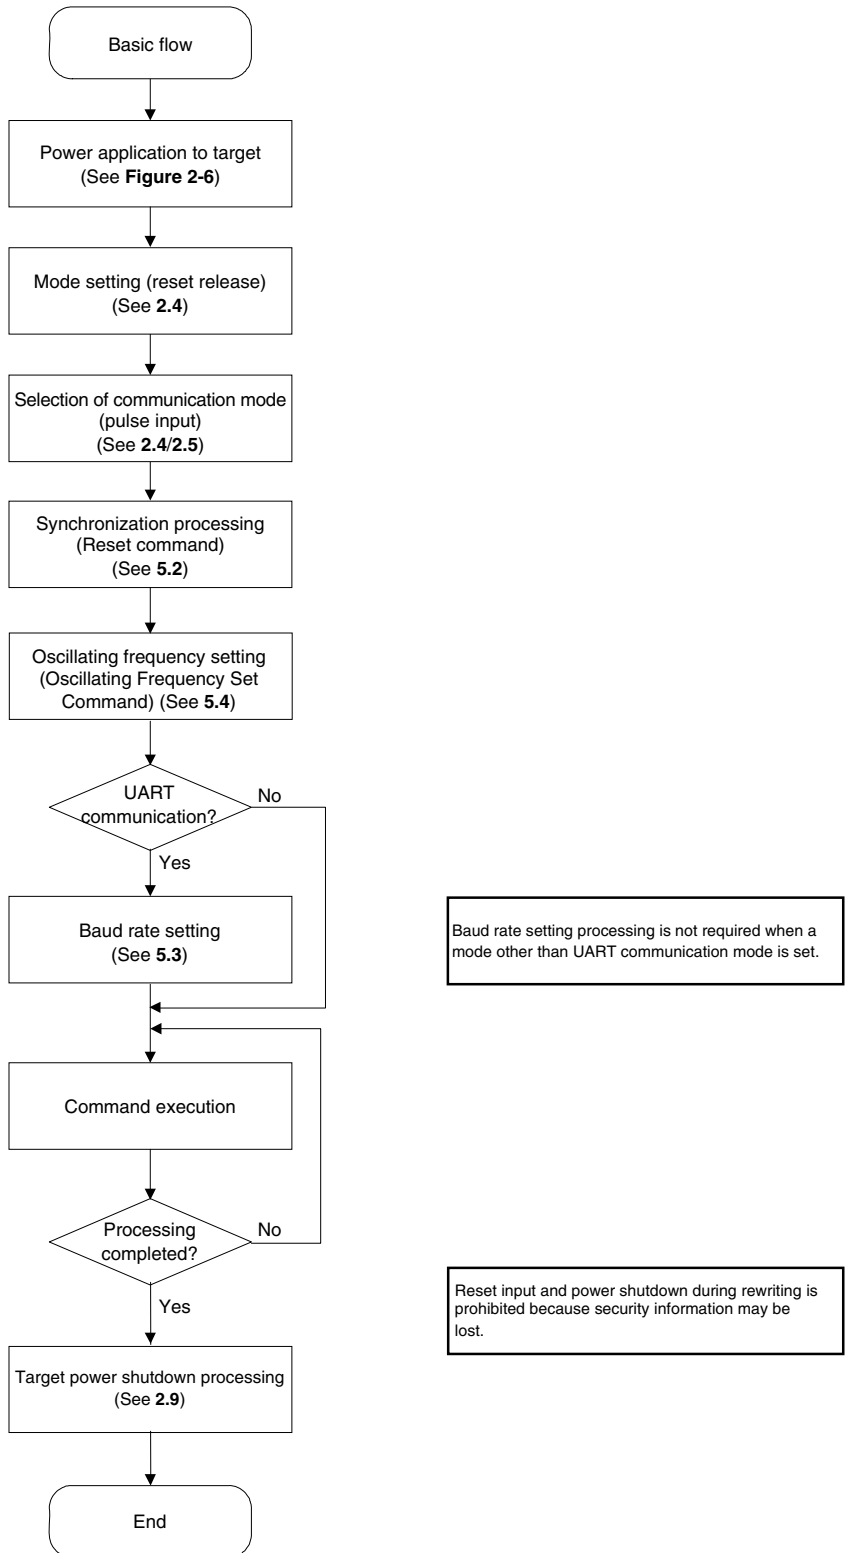 Basic flow
Power application to target
(See Figure 2-6)
Mode setting (reset release)
(See 2.4)
Selection of communication mode
(pulse input)
(See 2.4/2.5)
Synchronization processing
(Reset command)
(See 5.2)
Oscillating frequency setting
(Oscillating Frequency Set
Command) (See 5.4)
UART
communication?
No
Yes
Baud rate setting
(See 5.3)
Baud rate setting processing is not required when a
mode other than UART communication mode is set.
Command execution
Processing
completed?
No
Yes
Reset input and power shutdown during rewriting is
prohibited because security information may be
lost.
Target power shutdown processing
(See 2.9)
End